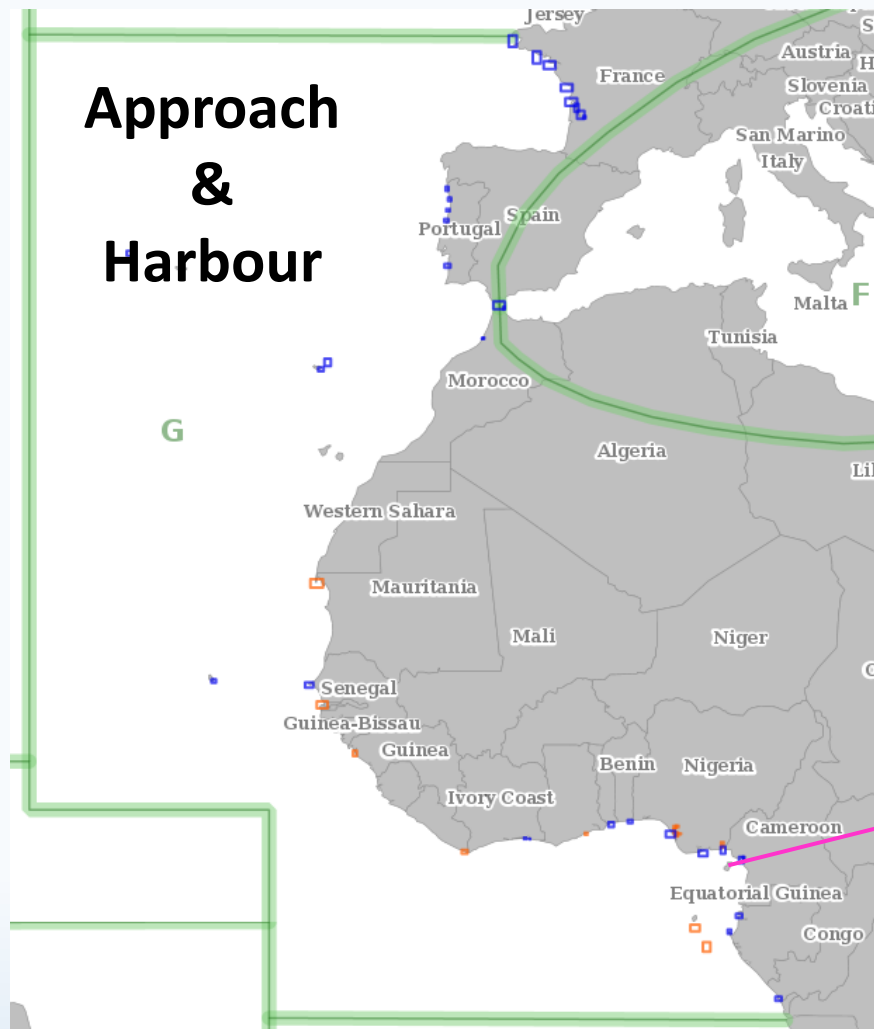 Jersey
Austria
France
Slovenia
Croati
San Marino
Italy
Approach
&
Harbour
Spain
Portugal
Malta
F
Tunisia
Morocco
G
Algeria
Western Sahara
Mauritania
Mali
Niger
Senegal
Guinea-Bissau
Guinea
Benin
Nigeria
Ivory Coast
Cameroon
Equatorial Guinea
Congo